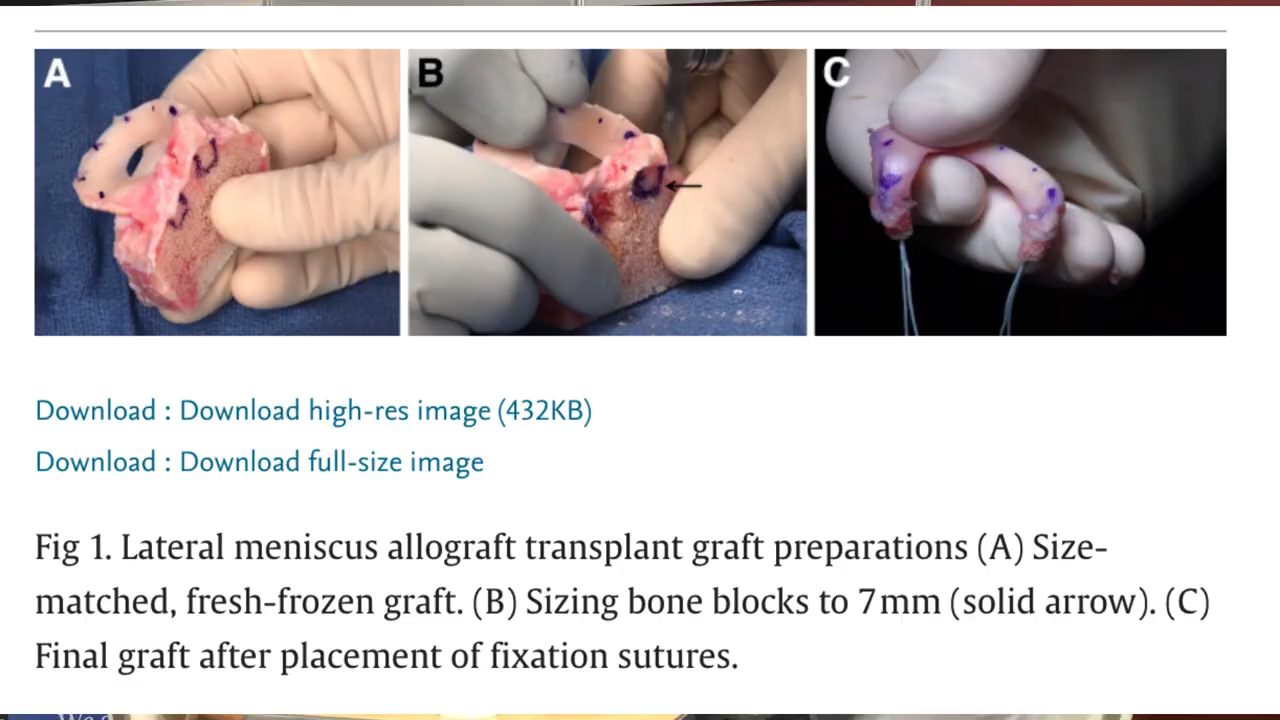 A
B
C
Download : Download high-res image (432KB)
Download : Download full-size image
Fig 1. Lateral meniscus allograft transplant graft preparations (A) Size-
matched, fresh-frozen graft. (B) Sizing bone blocks to 7 mm (solid arrow). (C)
Final graft after placement of fixation sutures.